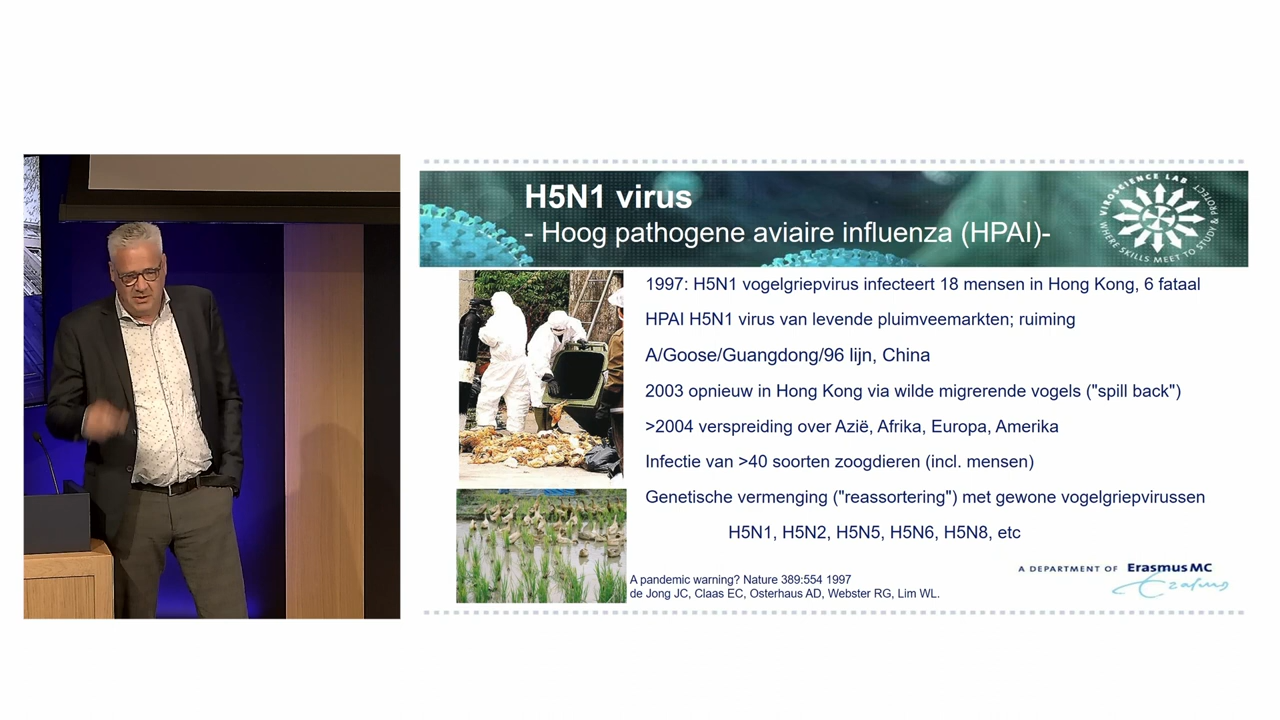 H5N1 virus
- Hoog pathogene aviaire influenza (HPAI)-
VIROSCIENCE LAB
WHERE SKILLS MEET TO STUDY & PROTECT
1997: H5N1 vogelgriepvirus infecteert 18 mensen in Hong Kong, 6 fataal
HPAI H5N1 virus van levende pluimveemarkten; ruiming
A/Goose/Guangdong/96 lijn, China
2003 opnieuw in Hong Kong via wilde migrerende vogels ("spill back")
>2004 verspreiding over Azië, Afrika, Europa, Amerika
Infectie van >40 soorten zoogdieren (incl. mensen)
Genetische vermenging ("reassortering") met gewone vogelgriepvirussen
H5N1, H5N2, H5N5, H5N6, H5N8, etc
A DEPARTMENT OF Erasmus MC
Erasmus
A pandemic warning? Nature 389:554 1997
de Jong JC, Claas EC, Osterhaus AD, Webster RG, Lim WL.